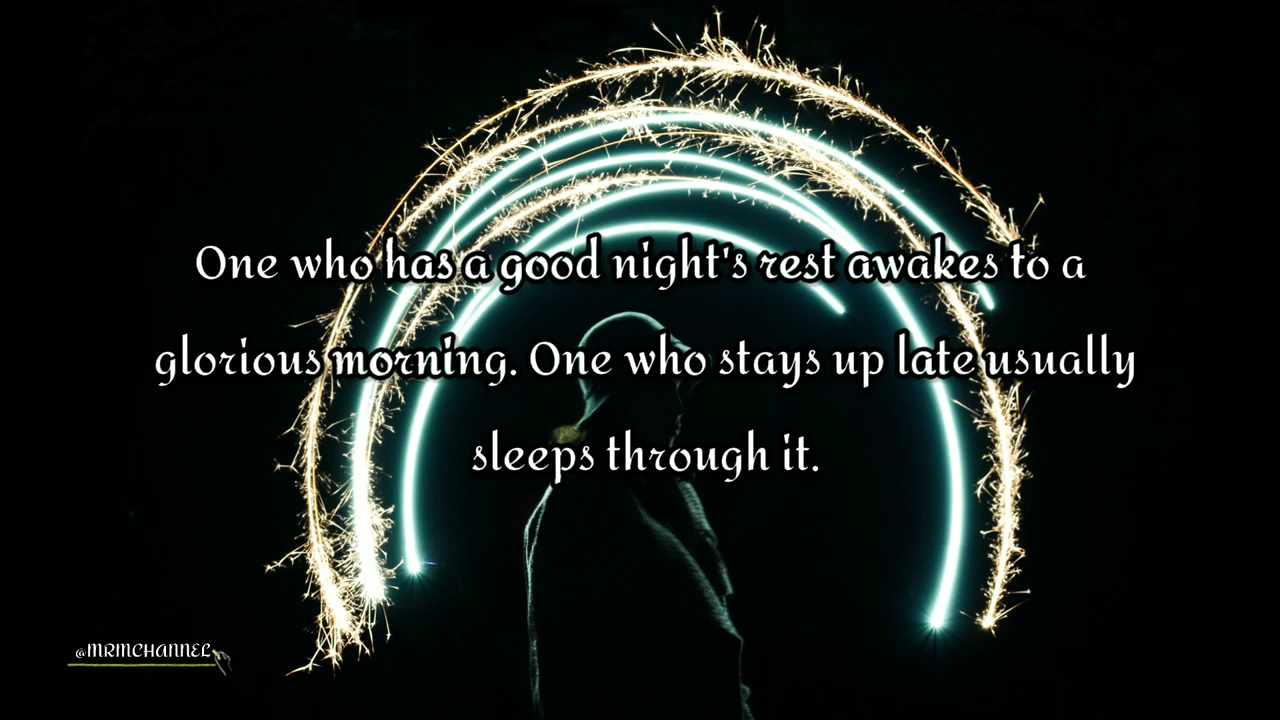 One who has a good night's rest awakes to a
glorious morning. One who stays up late usually
sleeps through it.
@MRMCHANNEL